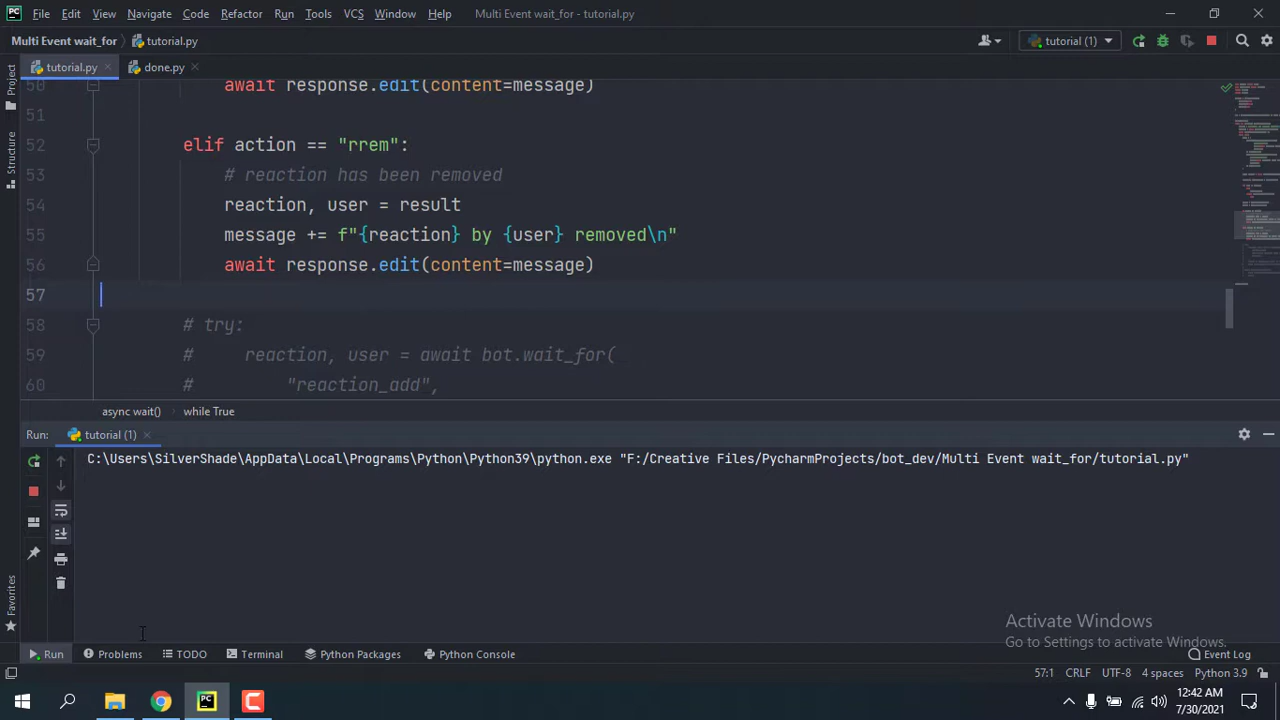 File Edit View Navigate Code Refactor Run Tools VCS Window Help Multi Event wait_for - tutorial.py
Multi Event wait_for tutorial.py tutorial (1)
tutorial.py done.py
Project
Structure
Favorites
50 await response.edit(content=message)
51
52 elif action == "rrem":
53 # reaction has been removed
54 reaction, user = result
55 message += f"{reaction} by {user} removed\n"
56 await response.edit(content=message)
57
58 # try:
59 # reaction, user = await bot.wait_for(
60 # "reaction_add",
async wait() while True
Run: tutorial (1)
C:\Users\SilverShade\AppData\Local\Programs\Python\Python39\python.exe "F:/Creative Files/PycharmProjects/bot_dev/Multi Event wait_for/tutorial.py"
Activate Windows
Go to Settings to activate Windows.
Run Problems TODO Terminal Python Packages Python Console Event Log
57:1 CRLF UTF-8 4 spaces Python 3.9
12:42 AM
7/30/2021